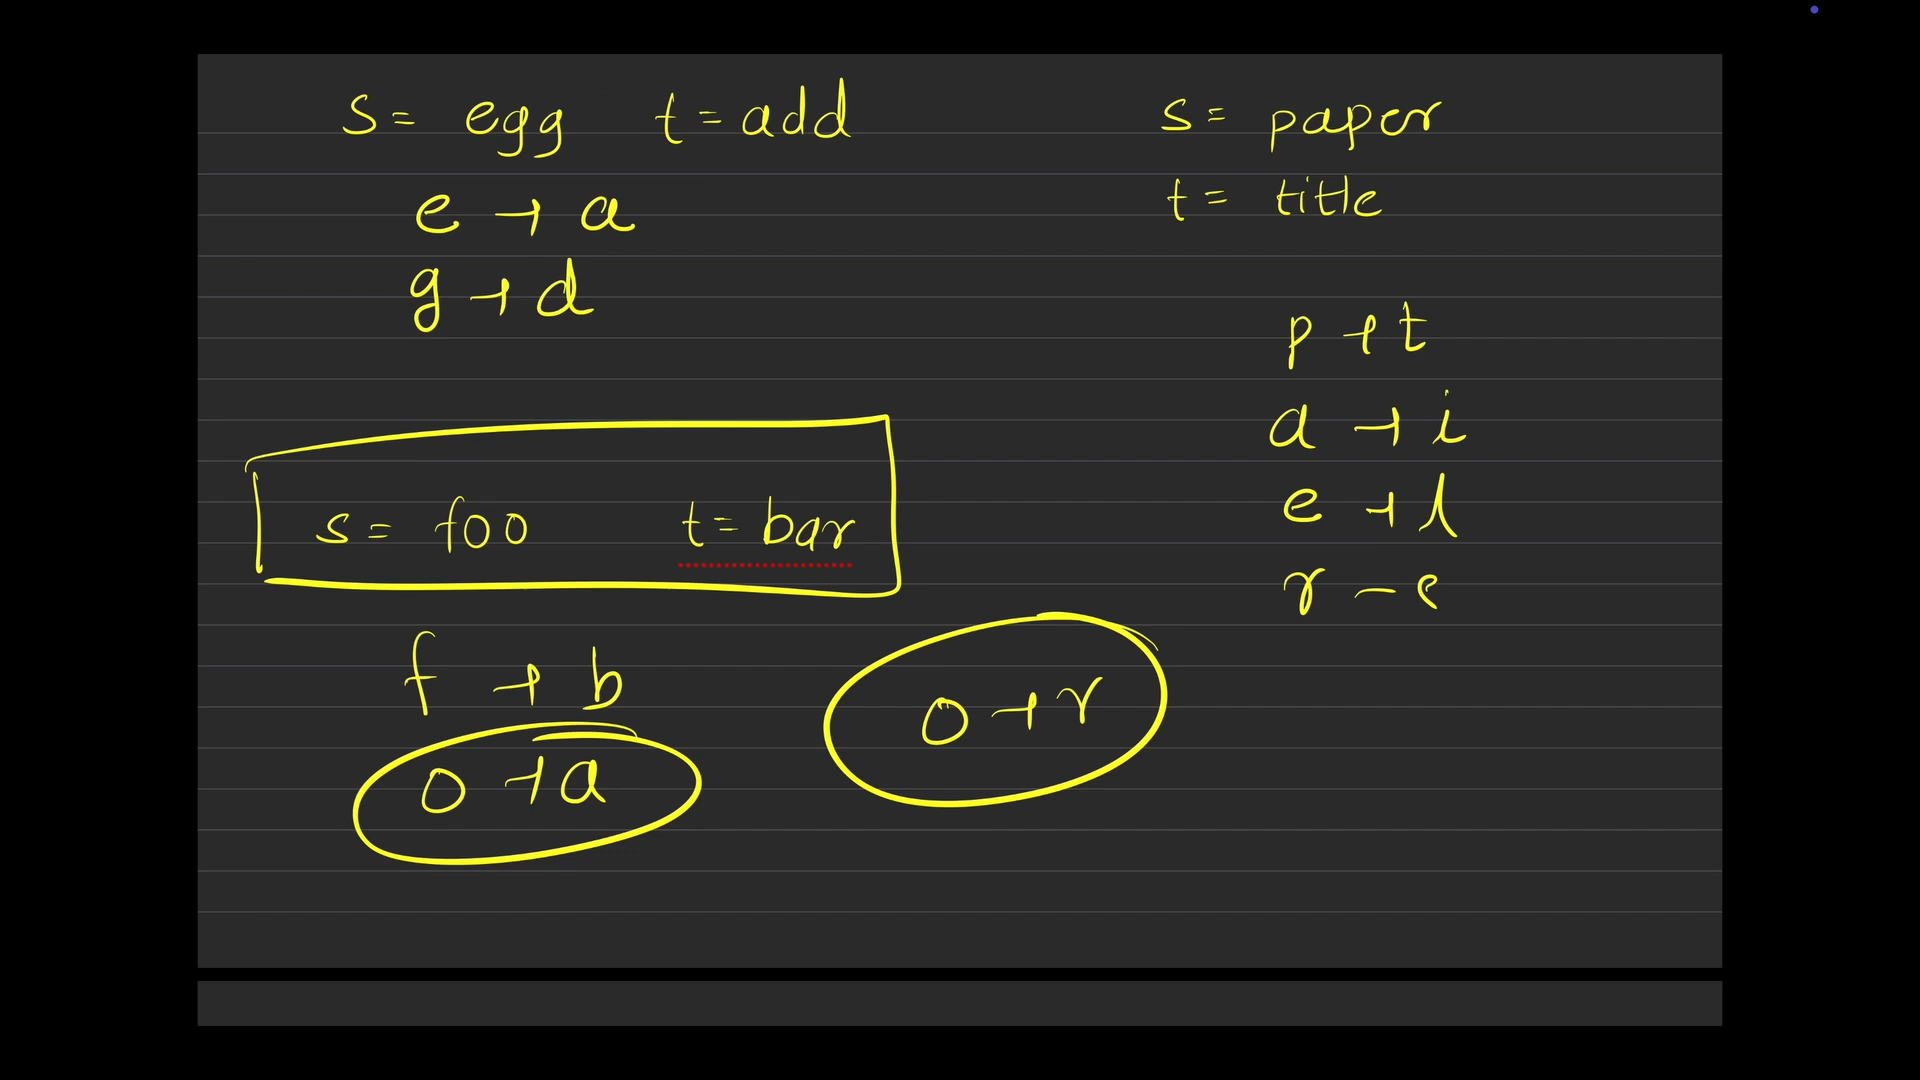 s= egg t=add
e → a
g → d
s= foo t= bar
f → b
o → a
o → r
s= paper
t= title
p → t
a → i
e → l
r - e